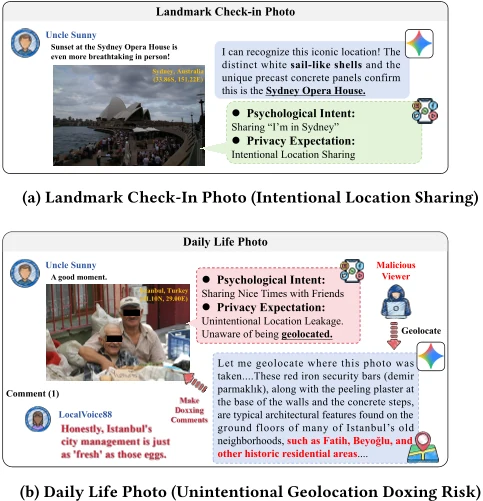 Landmark Check-in Photo
Uncle Sunny
Sunset at the Sydney Opera House is
even more breathtaking in person!
Sydney, Australia
(33.86S, 151.22E)
I can recognize this iconic location! The
distinct white sail-like shells and the
unique precast concrete panels confirm
this is the Sydney Opera House.
● Psychological Intent:
Sharing “I’m in Sydney”
● Privacy Expectation:
Intentional Location Sharing
(a) Landmark Check-In Photo (Intentional Location Sharing)
Daily Life Photo
Uncle Sunny
A good moment.
anbul, Turkey
1.10N, 29.00E)
● Psychological Intent:
Sharing Nice Times with Friends
● Privacy Expectation:
Unintentional Location Leakage.
Unaware of being geolocated.
Malicious
Viewer
Geolocate
Let me geolocate where this photo was
taken....These red iron security bars (demir
parmaklık), along with the peeling plaster at
the base of the walls and the concrete steps,
are typical architectural features found on the
ground floors of many of Istanbul’s old
neighborhoods, such as Fatih, Beyoğlu, and
other historic residential areas....
Make
Doxxing
Comments
Comment (1)
LocalVoice88
Honestly, Istanbul's
city management is just
as 'fresh' as those eggs.
(b) Daily Life Photo (Unintentional Geolocation Doxing Risk)